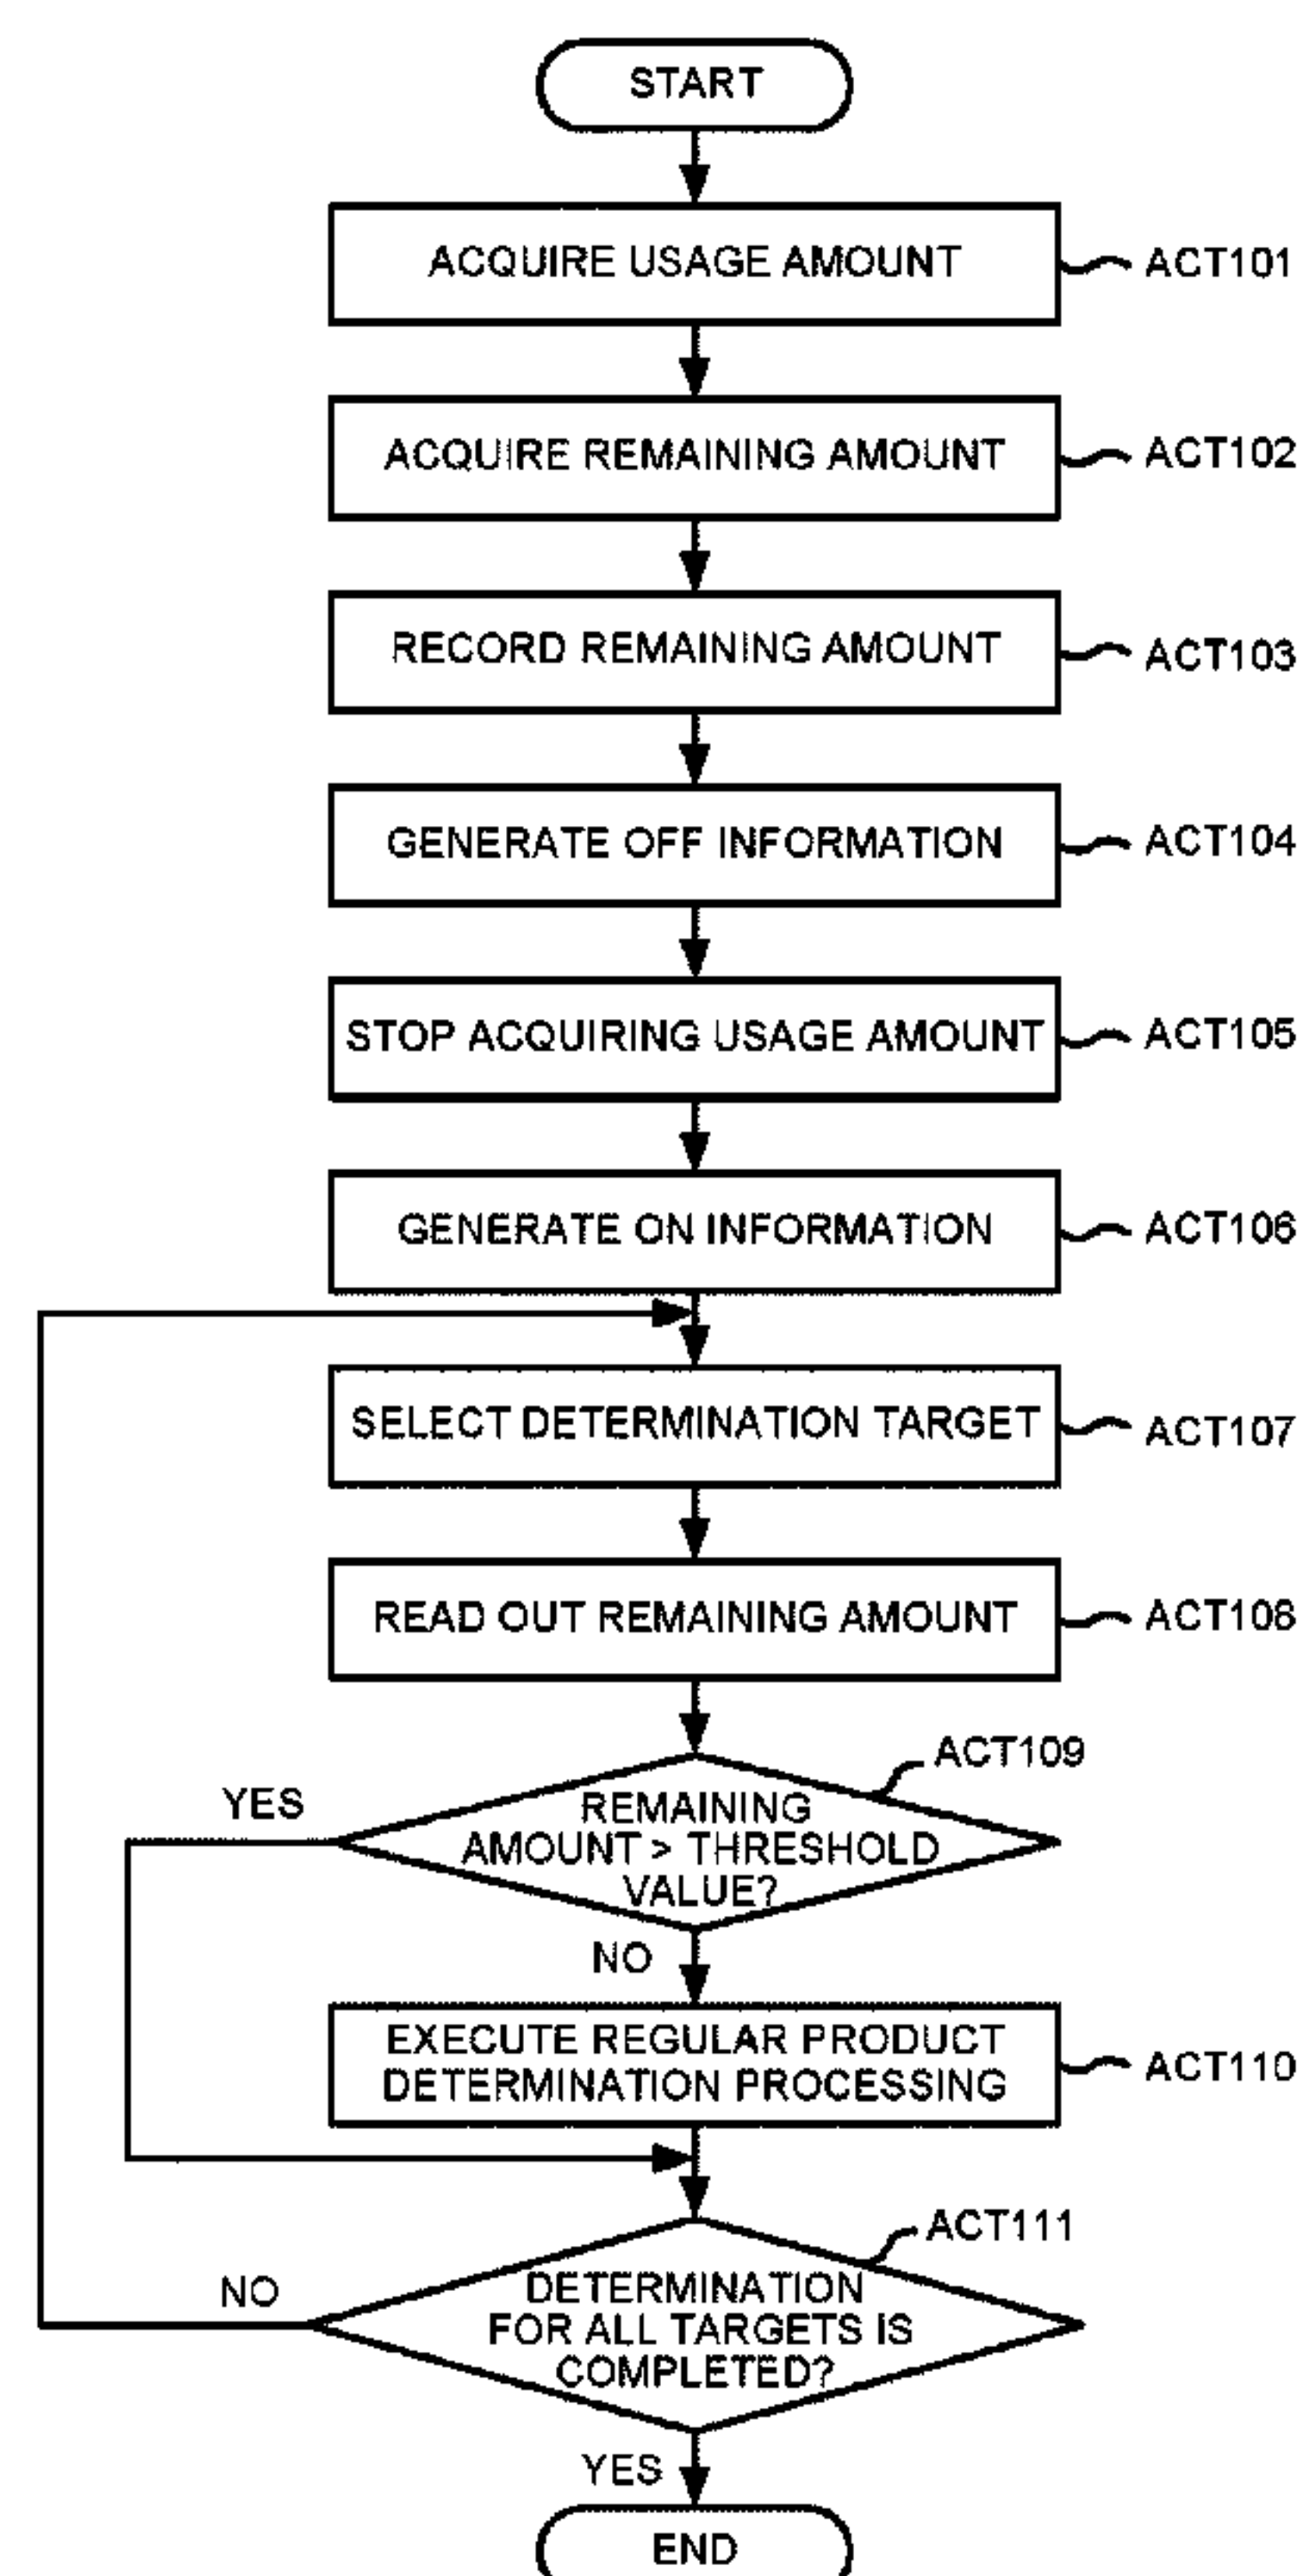 START
ACQUIRE USAGE AMOUNT
ACT101
ACQUIRE REMAINING AMOUNT
ACT102
RECORD REMAINING AMOUNT
ACT103
GENERATE OFF INFORMATION
ACT104
STOP ACQUIRING USAGE AMOUNT
ACT105
GENERATE ON INFORMATION
ACT106
SELECT DETERMINATION TARGET
ACT107
READ OUT REMAINING AMOUNT
ACT108
ACT109
YES
REMAINING
AMOUNT > THRESHOLD
VALUE?
NO
EXECUTE REGULAR PRODUCT
DETERMINATION PROCESSING
ACT110
ACT111
NO
DETERMINATION
FOR ALL TARGETS IS
COMPLETED?
YES
END